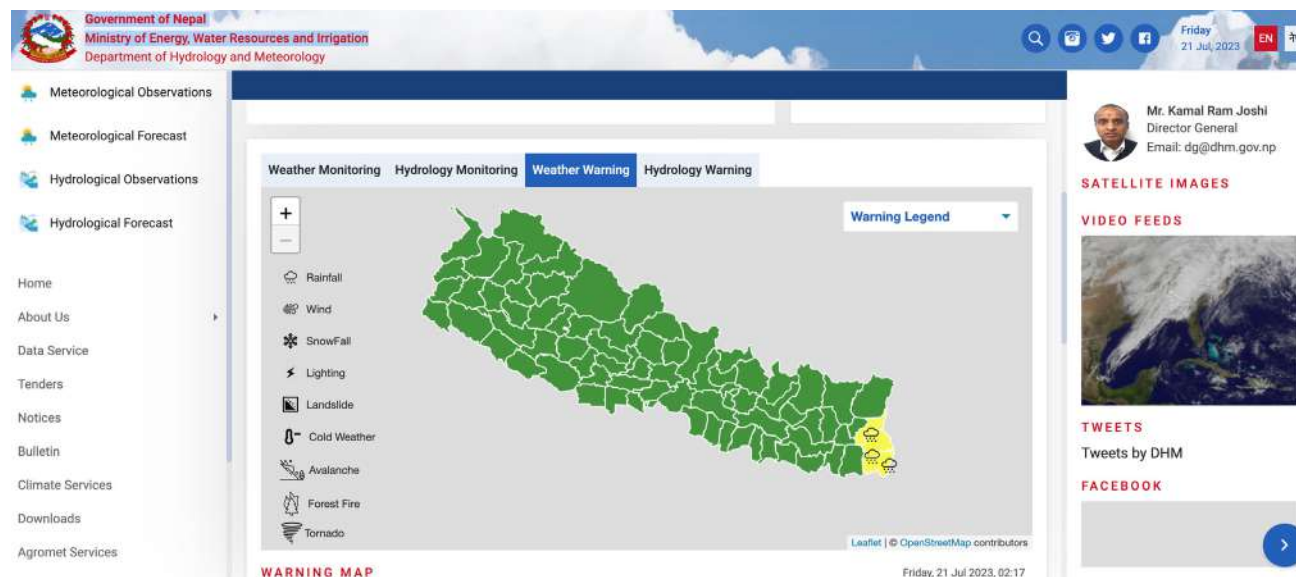 Government of Nepal
Ministry of Energy, Water Resources and Irrigation
Department of Hydrology and Meteorology
Friday
21 Jul, 2023
EN
Meteorological Observations
Meteorological Forecast
Hydrological Observations
Hydrological Forecast
Home
About Us
Data Service
Tenders
Notices
Bulletin
Climate Services
Downloads
Agromet Services
Weather Monitoring Hydrology Monitoring Weather Warning Hydrology Warning
+
−
Warning Legend
Rainfall
Wind
SnowFall
Lighting
Landslide
Cold Weather
Avalanche
Forest Fire
Tornado
Leaflet | © OpenStreetMap contributors
WARNING MAP
Friday, 21 Jul 2023, 02:17
Mr. Kamal Ram Joshi
Director General
Email: dg@dhm.gov.np
SATELLITE IMAGES
VIDEO FEEDS
TWEETS
Tweets by DHM
FACEBOOK